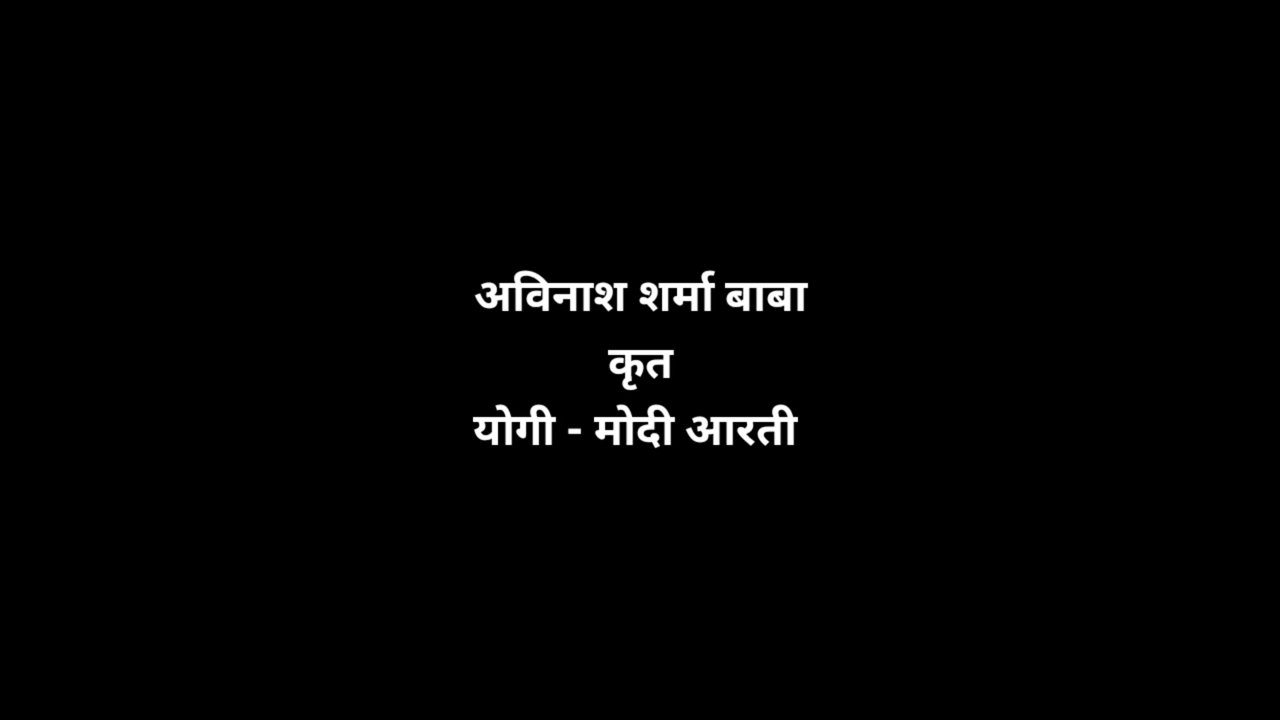 अविनाश शर्मा बाबा
कृत
योगी - मोदी आरती